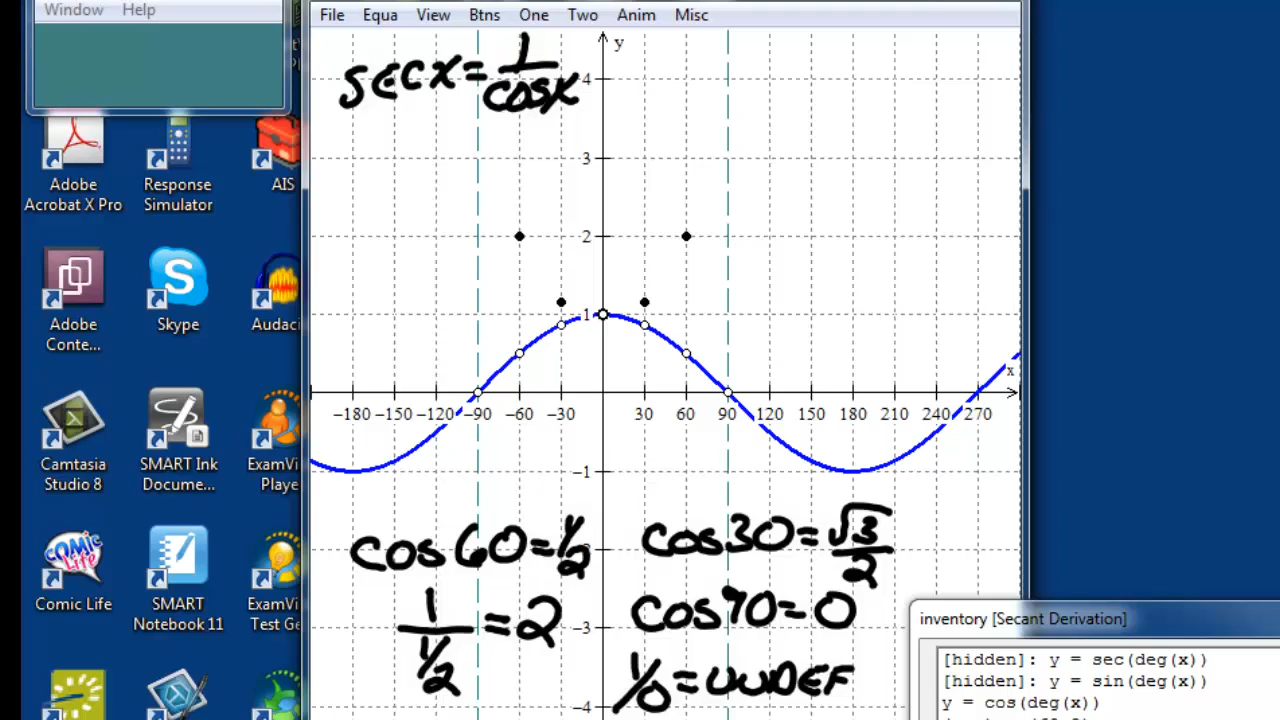 Window Help
File Equa View Btns One Two Anim Misc
sec x = 1/cos x
y
4
3
2
1
x
-180 -150 -120 -90 -60 -30 30 60 90 120 150 180 210 240 270
-1
-3
-4
cos 60 = 1/2
1/(1/2) = 2
cos 30 = √3/2
cos 90 = 0
1/0 = UNDEF
Adobe
Acrobat X Pro
Response
Simulator
AIS
Adobe
Conte...
Skype
Audaci
Camtasia
Studio 8
SMART Ink
Docume...
ExamVi
Player
Comic Life
COMIC Life
SMART
Notebook 11
ExamVi
Test Ge
inventory [Secant Derivation]
[hidden]: y = sec(deg(x))
[hidden]: y = sin(deg(x))
y = cos(deg(x))